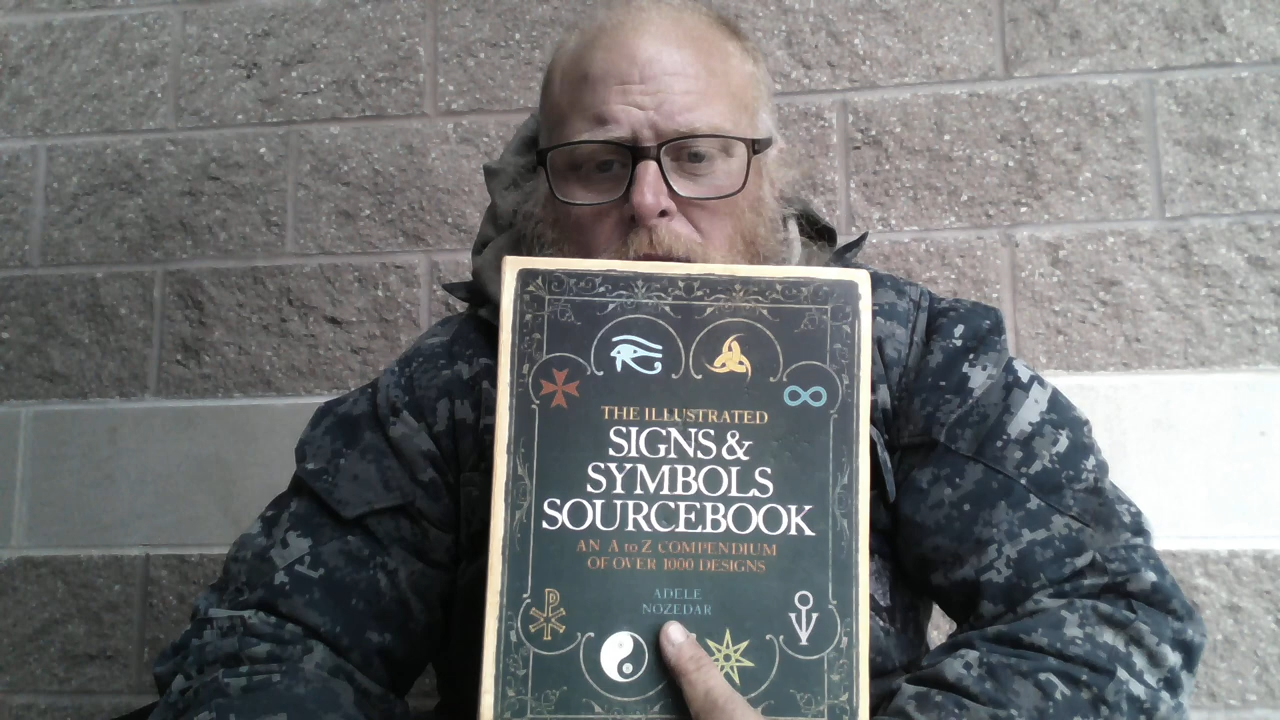 THE ILLUSTRATED
SIGNS &
SYMBOLS
SOURCEBOOK
AN A to Z COMPENDIUM
OF OVER 1000 DESIGNS
ADELE
NOZEDAR